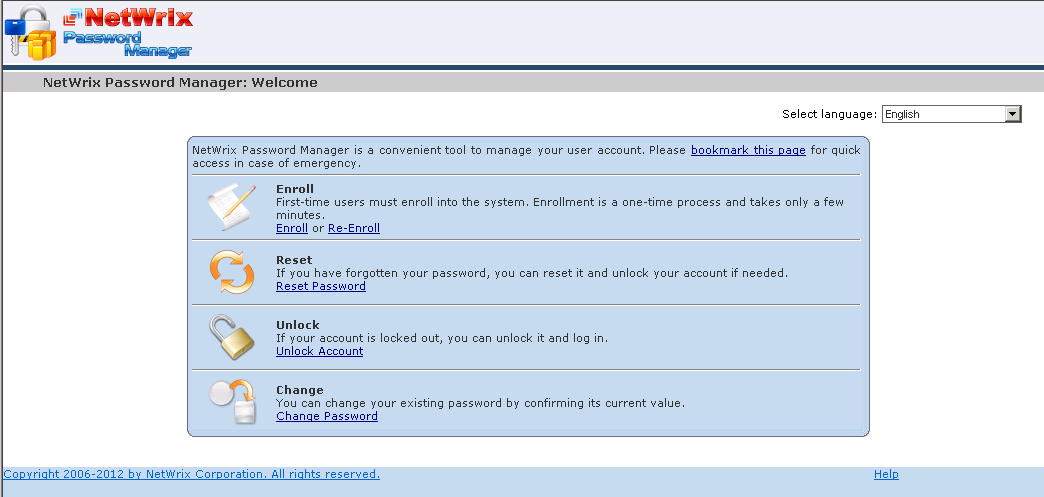 NetWrix
Password
Manager
NetWrix Password Manager: Welcome
Select language: English
NetWrix Password Manager is a convenient tool to manage your user account. Please bookmark this page for quick
access in case of emergency.
Enroll
First-time users must enroll into the system. Enrollment is a one-time process and takes only a few
minutes.
Enroll or Re-Enroll
Reset
If you have forgotten your password, you can reset it and unlock your account if needed.
Reset Password
Unlock
If your account is locked out, you can unlock it and log in.
Unlock Account
Change
You can change your existing password by confirming its current value.
Change Password
Copyright 2006-2012 by NetWrix Corporation. All rights reserved. Help